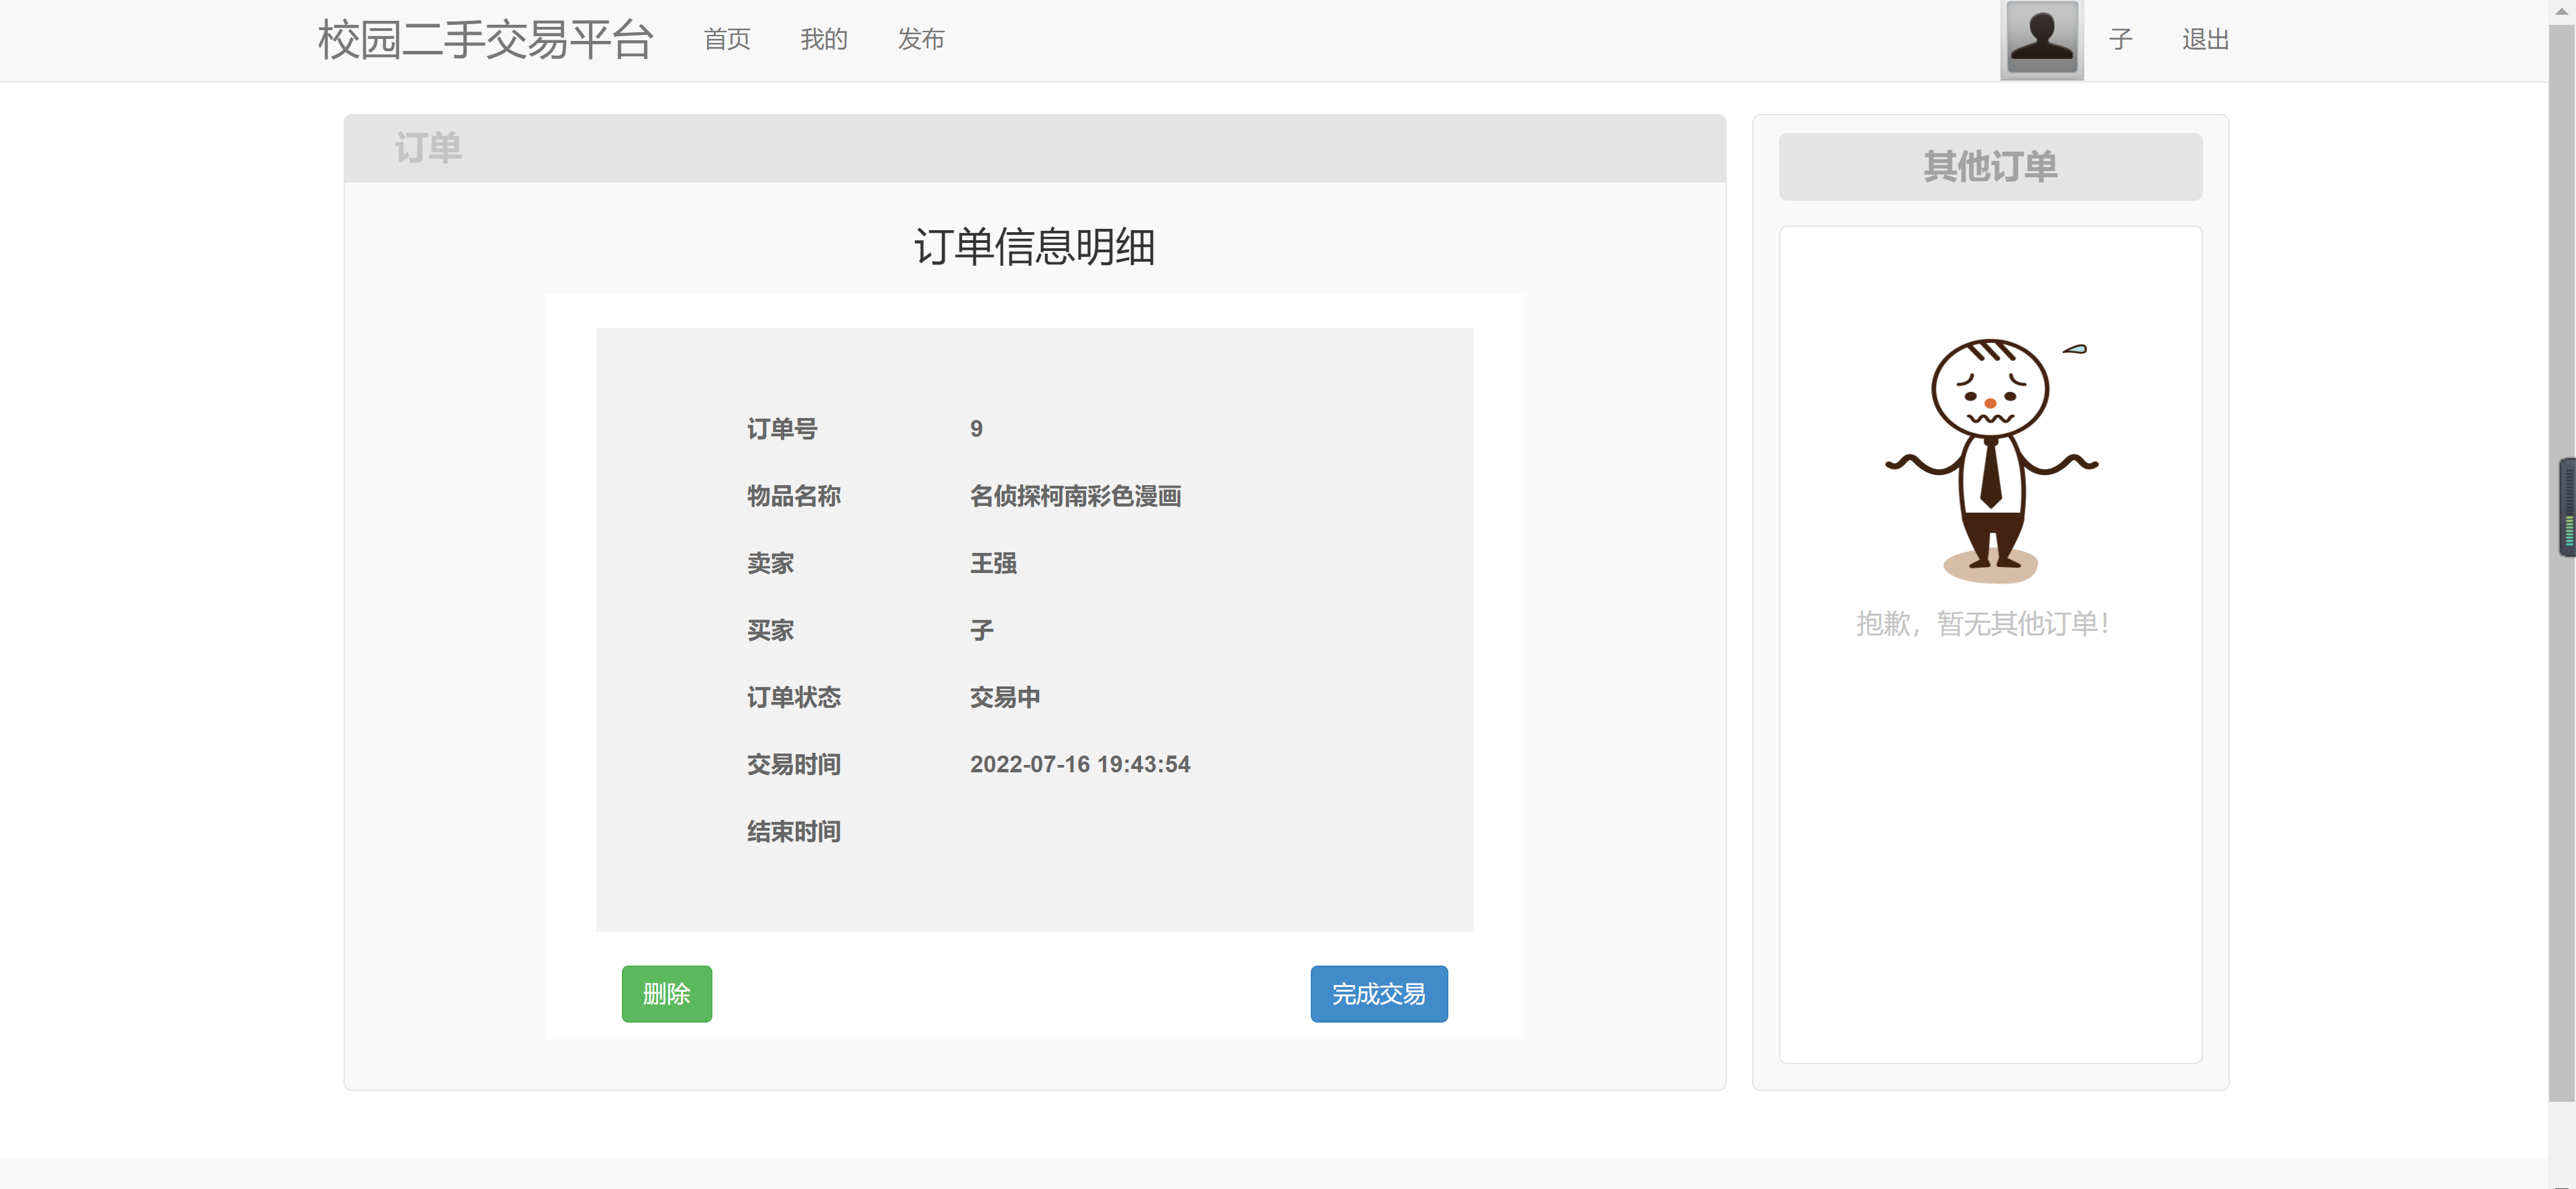 校园二手交易平台 首页 我的 发布 子 退出
订单
订单信息明细
订单号 9
物品名称 名侦探柯南彩色漫画
卖家 王强
买家 子
订单状态 交易中
交易时间 2022-07-16 19:43:54
结束时间
删除 完成交易
其他订单
抱歉，暂无其他订单！